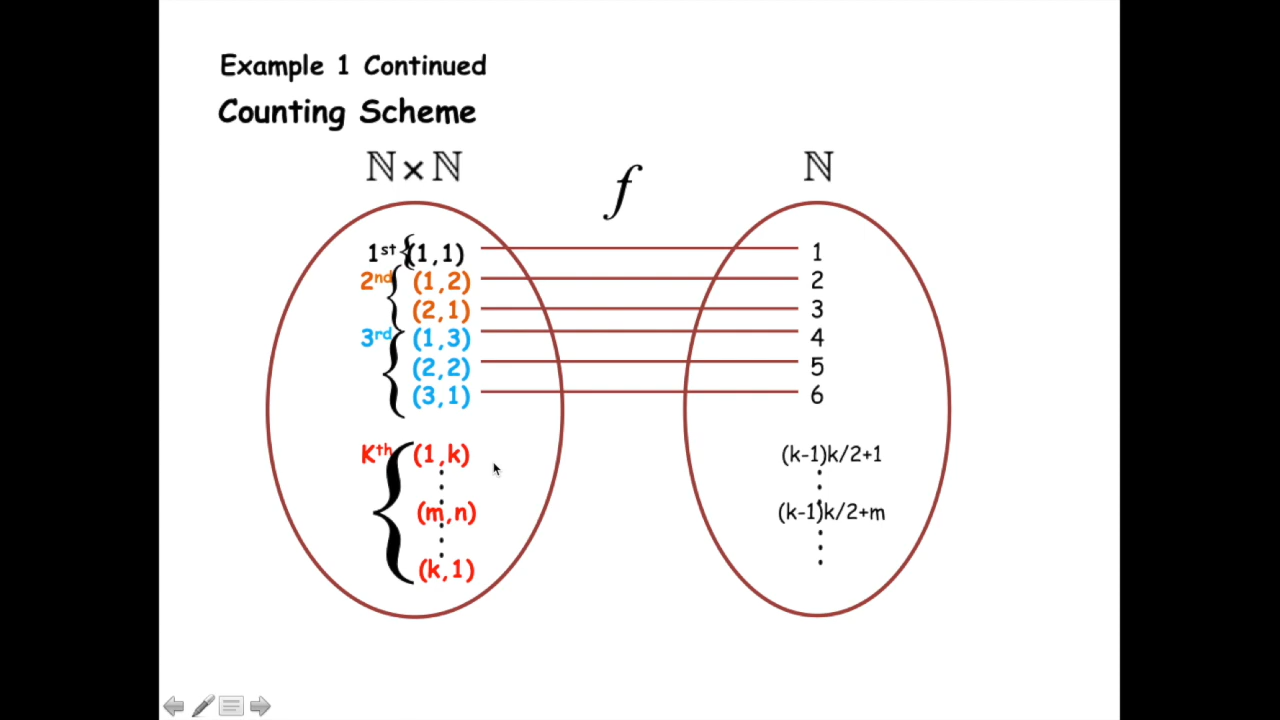 Example 1 Continued
Counting Scheme
ℕ × ℕ
f
ℕ
1st { (1,1) 1
2nd { (1,2) 2
(2,1) 3
3rd { (1,3) 4
(2,2) 5
(3,1) 6
Kth { (1,k) (k-1)k/2+1
(m,n) (k-1)k/2+m
(k,1)